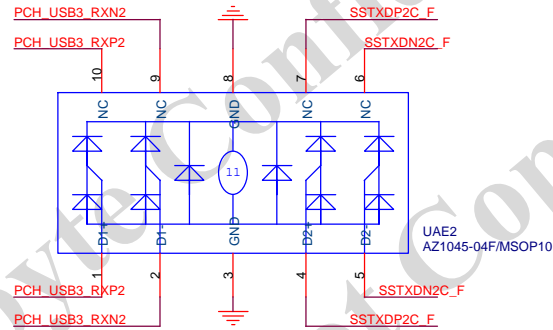 PCH_USB3_RXN2
SSTXDP2C_F
PCH_USB3_RXP2
SSTXDN2C_F
10
9
8
7
6
NC
NC
GND
NC
NC
11
D1+
D1-
GND
D2+
D2-
UAE2
AZ1045-04F/MSOP10
1
2
3
4
5
PCH_USB3_RXP2
SSTXDN2C_F
PCH_USB3_RXN2
SSTXDP2C_F